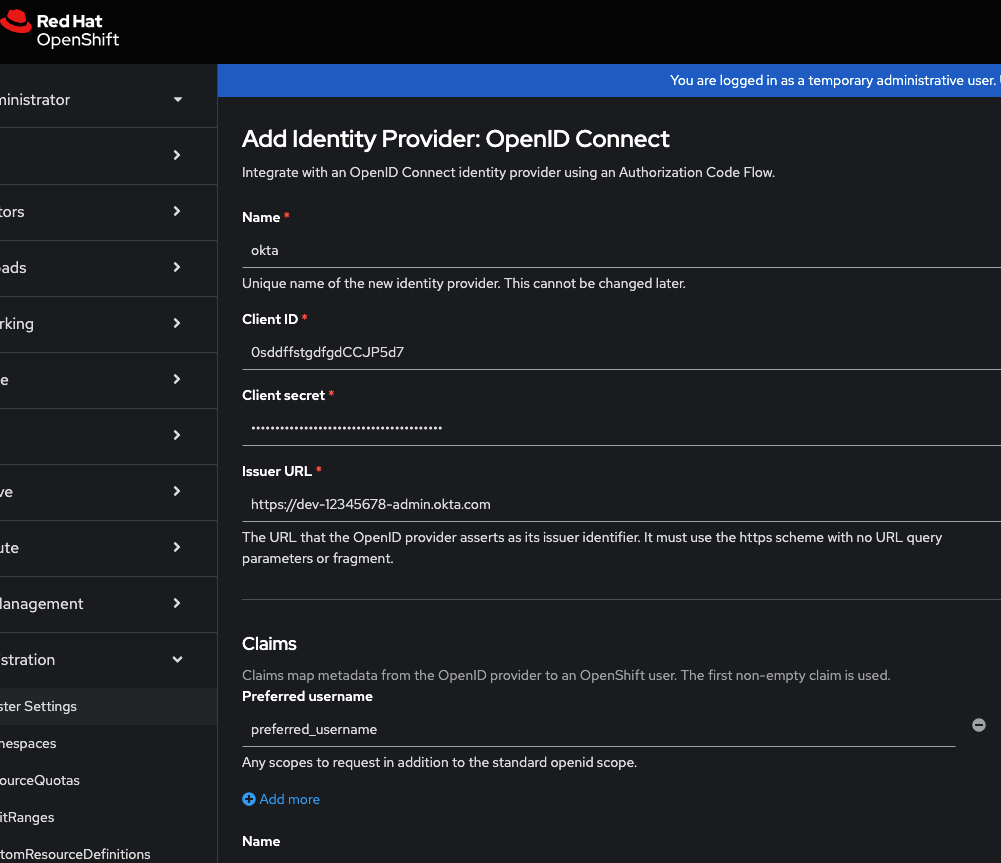 Red Hat
OpenShift
You are logged in as a temporary administrative user.
ministrator
tors
oads
rking
e
ve
ute
Management
stration
ster Settings
mespaces
ourceQuotas
itRanges
tomResourceDefinitions
Add Identity Provider: OpenID Connect
Integrate with an OpenID Connect identity provider using an Authorization Code Flow.
Name *
okta
Unique name of the new identity provider. This cannot be changed later.
Client ID *
0sddffstgdfgdCCJP5d7
Client secret *
••••••••••••••••••••••••••••••••••••••••
Issuer URL *
https://dev-12345678-admin.okta.com
The URL that the OpenID provider asserts as its issuer identifier. It must use the https scheme with no URL query
parameters or fragment.
Claims
Claims map metadata from the OpenID provider to an OpenShift user. The first non-empty claim is used.
Preferred username
preferred_username
Any scopes to request in addition to the standard openid scope.
Add more
Name